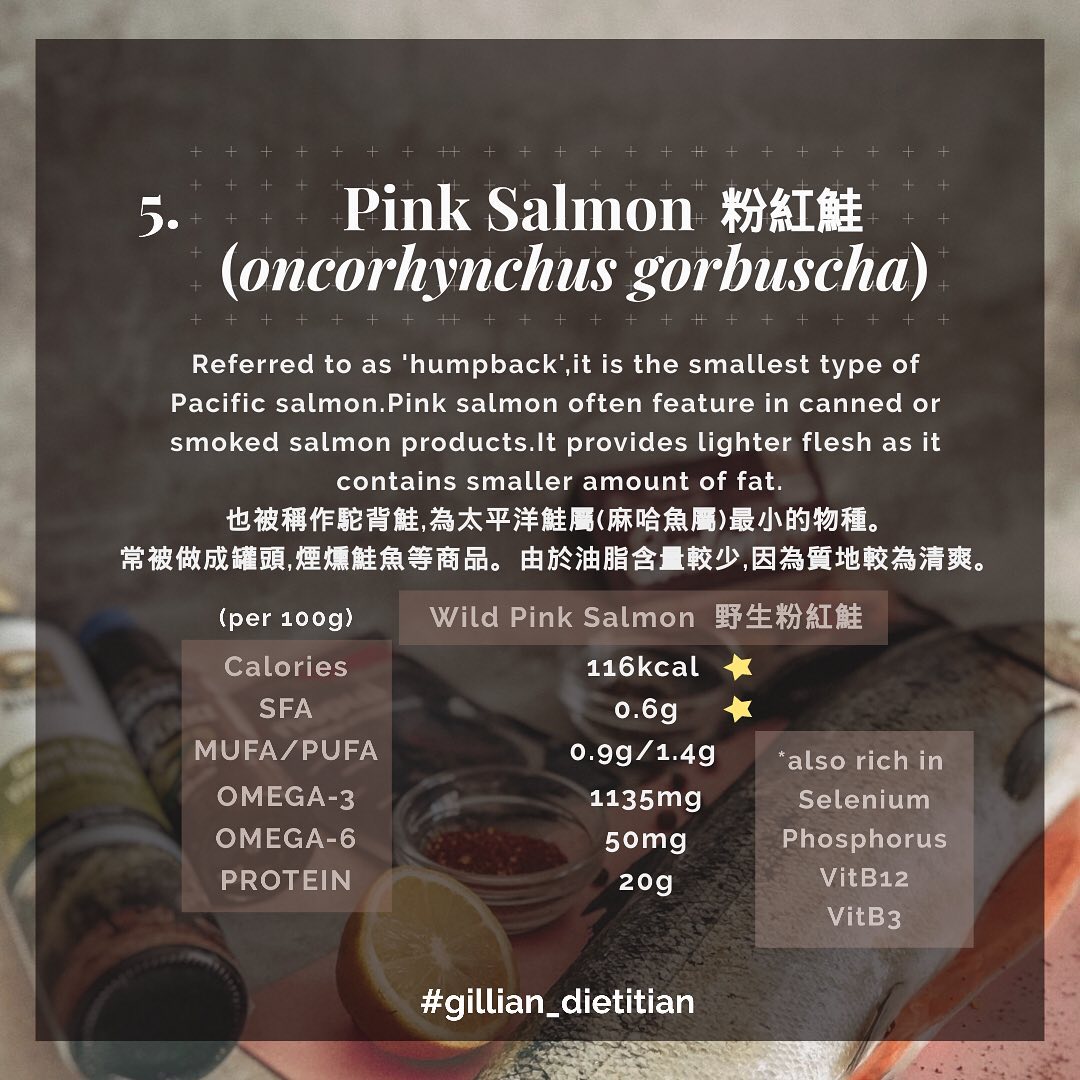 5. Pink Salmon 粉紅鮭
(oncorhynchus gorbuscha)
Referred to as 'humpback',it is the smallest type of
Pacific salmon.Pink salmon often feature in canned or
smoked salmon products.It provides lighter flesh as it
contains smaller amount of fat.
也被稱作駝背鮭,為太平洋鮭屬(麻哈魚屬)最小的物種。
常被做成罐頭,煙燻鮭魚等商品。由於油脂含量較少,因為質地較為清爽。
(per 100g) Wild Pink Salmon 野生粉紅鮭
Calories 116kcal
SFA 0.6g
MUFA/PUFA 0.9g/1.4g
OMEGA-3 1135mg
OMEGA-6 50mg
PROTEIN 20g
*also rich in
Selenium
Phosphorus
VitB12
VitB3
#gillian_dietitian